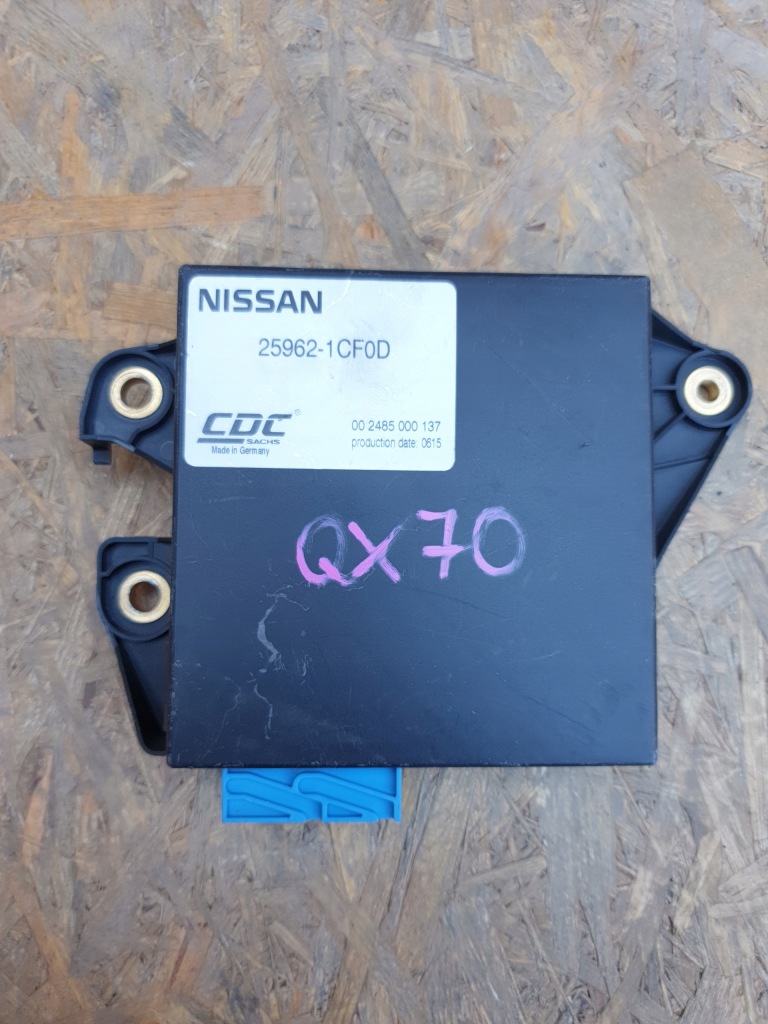 NISSAN
25962-1CF0D
CDC®
SACHS
Made in Germany
00 2485 000 137
production date: 0615
QX70